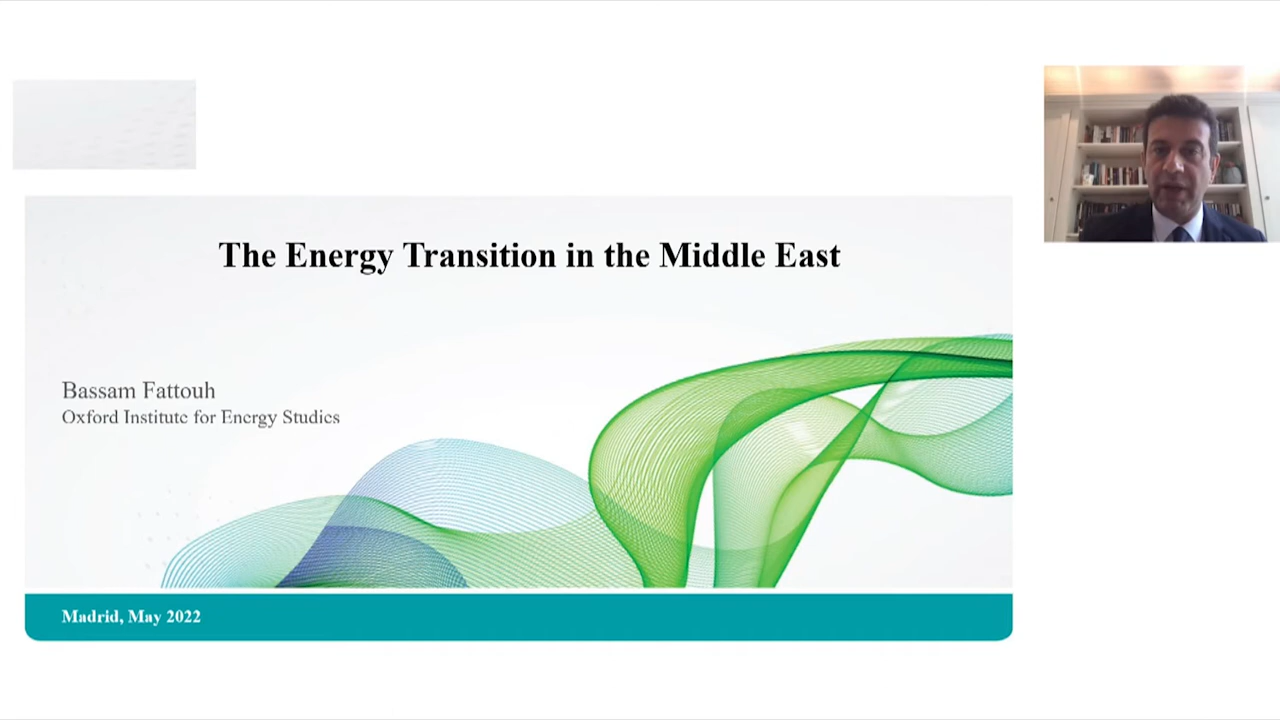 The Energy Transition in the Middle East
Bassam Fattouh
Oxford Institute for Energy Studies
Madrid, May 2022